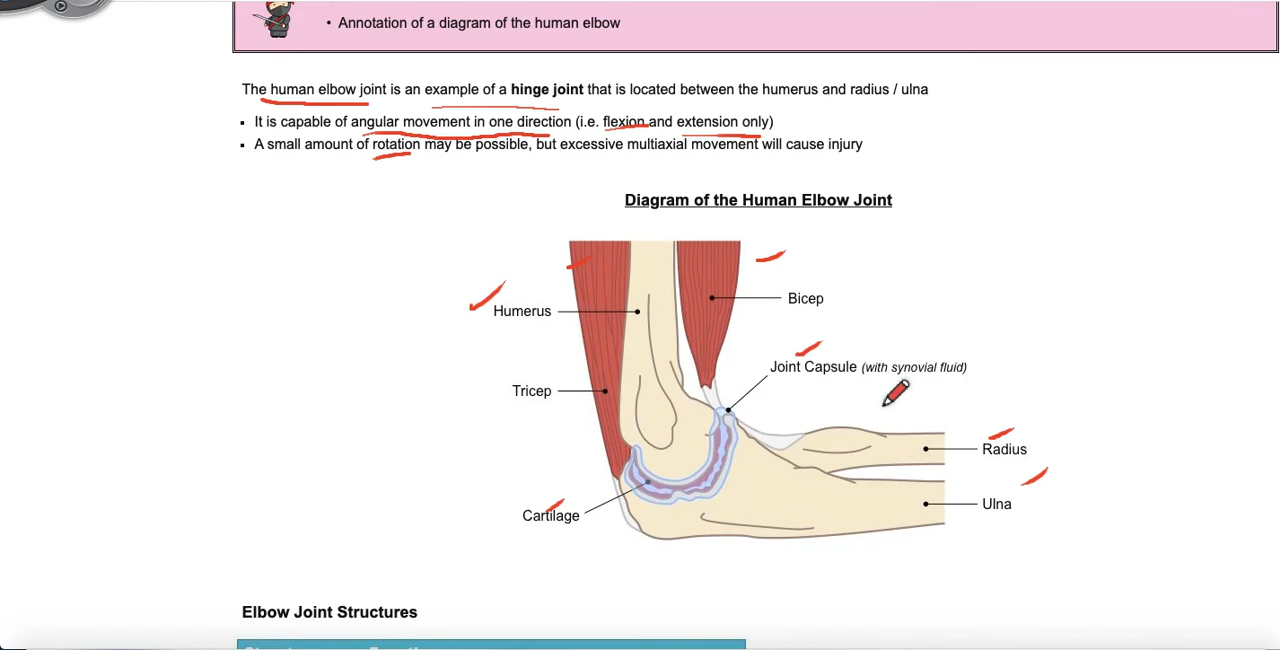 • Annotation of a diagram of the human elbow
The human elbow joint is an example of a hinge joint that is located between the humerus and radius / ulna
▪ It is capable of angular movement in one direction (i.e. flexion and extension only)
▪ A small amount of rotation may be possible, but excessive multiaxial movement will cause injury
Diagram of the Human Elbow Joint
Bicep
Humerus
Joint Capsule (with synovial fluid)
Tricep
Radius
Ulna
Cartilage
Elbow Joint Structures